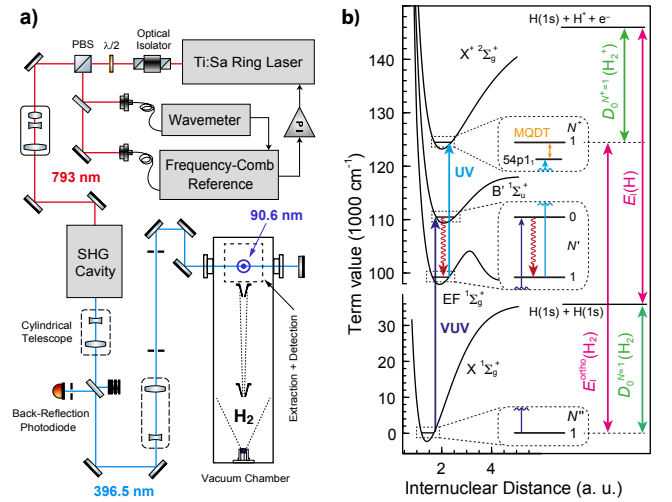 a)
PBS
λ/2
Optical
Isolator
Ti:Sa Ring Laser
Wavemeter
PI
Frequency-Comb
Reference
793 nm
90.6 nm
SHG
Cavity
Cylindrical
Telescope
Back-Reflection
Photodiode
H2
Extraction + Detection
396.5 nm
Vacuum Chamber
b)
H(1s) + H+ + e-
X+ 2Σg+
140
130
120
110
100
30
20
10
0
Term value (1000 cm-1)
N+
MQDT
1
54p11
UV
B' 1Σu+
0
N'
1
EF 1Σg+
VUV
H(1s) + H(1s)
X 1Σg+
N''
1
D0N+=1(H2+)
EI(H)
EIortho(H2)
D0N=1(H2)
2
4
Internuclear Distance (a. u.)